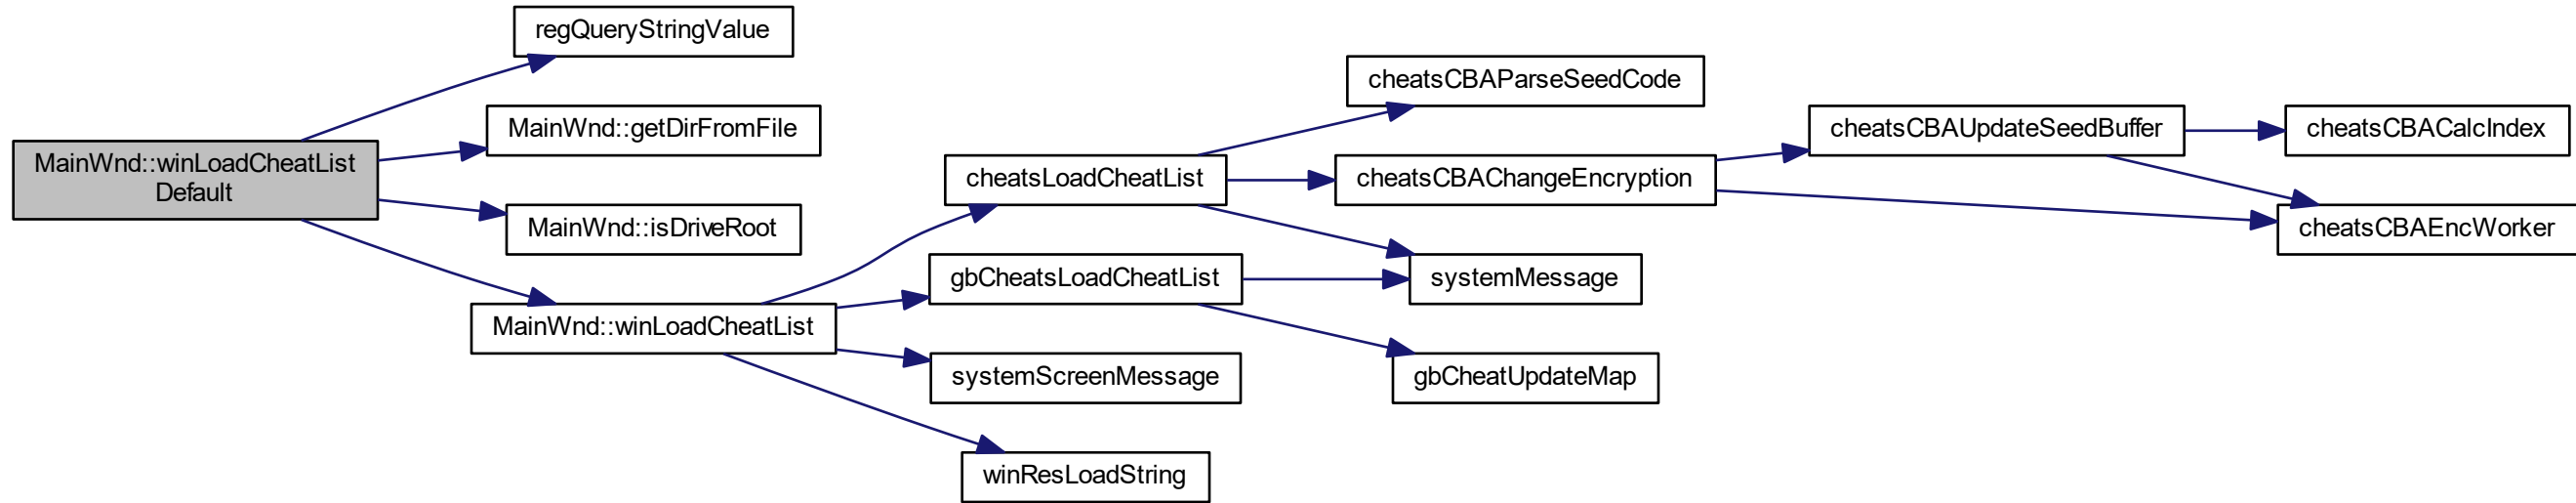 MainWnd::winLoadCheatList
Default
regQueryStringValue
MainWnd::getDirFromFile
MainWnd::isDriveRoot
MainWnd::winLoadCheatList
cheatsLoadCheatList
gbCheatsLoadCheatList
systemScreenMessage
winResLoadString
cheatsCBAParseSeedCode
cheatsCBAChangeEncryption
systemMessage
gbCheatUpdateMap
cheatsCBAUpdateSeedBuffer
cheatsCBACalcIndex
cheatsCBAEncWorker